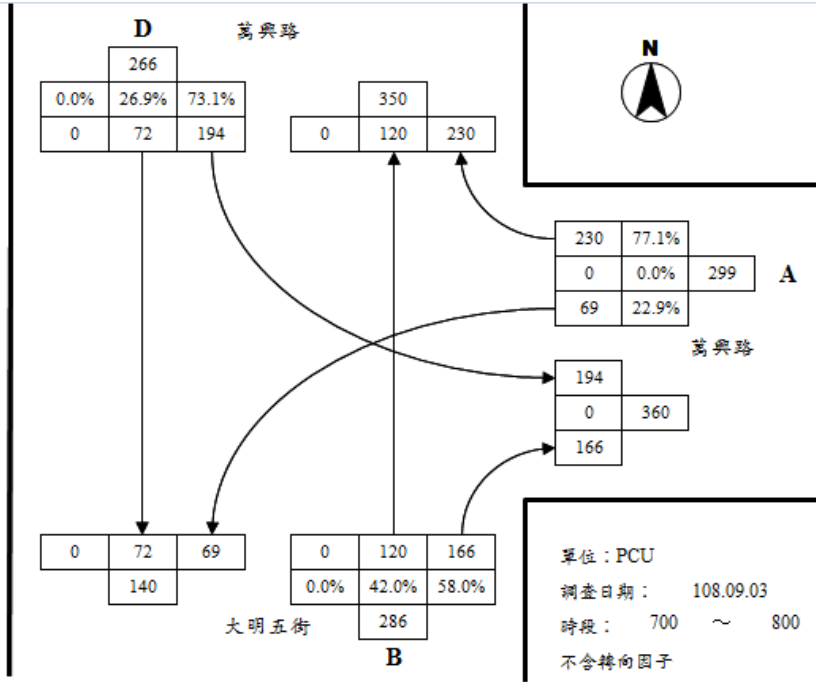 D 萬興路
266
0.0% 26.9% 73.1%
0 72 194
350
0 120 230
N
230 77.1%
0 0.0% 299
69 22.9%
A
萬興路
194
0 360
166
0 72 69
140
0 120 166
0.0% 42.0% 58.0%
286
大明五街
B
單位：PCU
調查日期： 108.09.03
時段： 700 ～ 800
不含轉向因子